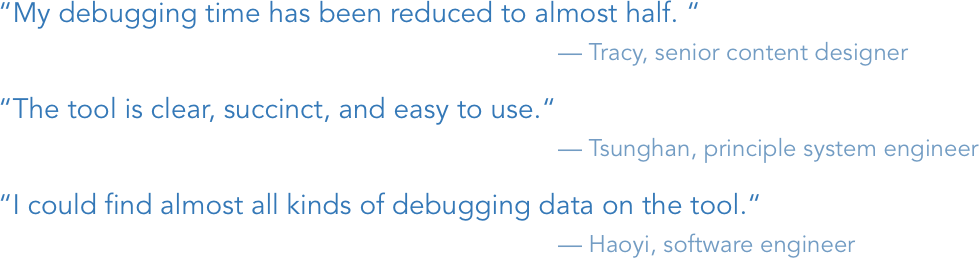 “My debugging time has been reduced to almost half. “
— Tracy, senior content designer
“The tool is clear, succinct, and easy to use.“
— Tsunghan, principle system engineer
“I could find almost all kinds of debugging data on the tool.“
— Haoyi, software engineer